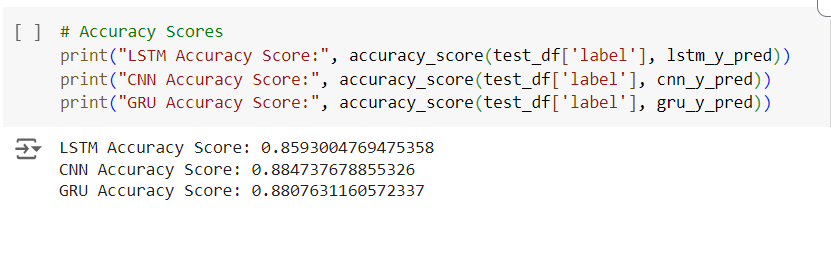 [ ] # Accuracy Scores
print("LSTM Accuracy Score:", accuracy_score(test_df['label'], lstm_y_pred))
print("CNN Accuracy Score:", accuracy_score(test_df['label'], cnn_y_pred))
print("GRU Accuracy Score:", accuracy_score(test_df['label'], gru_y_pred))
LSTM Accuracy Score: 0.8593004769475358
CNN Accuracy Score: 0.884737678855326
GRU Accuracy Score: 0.8807631160572337